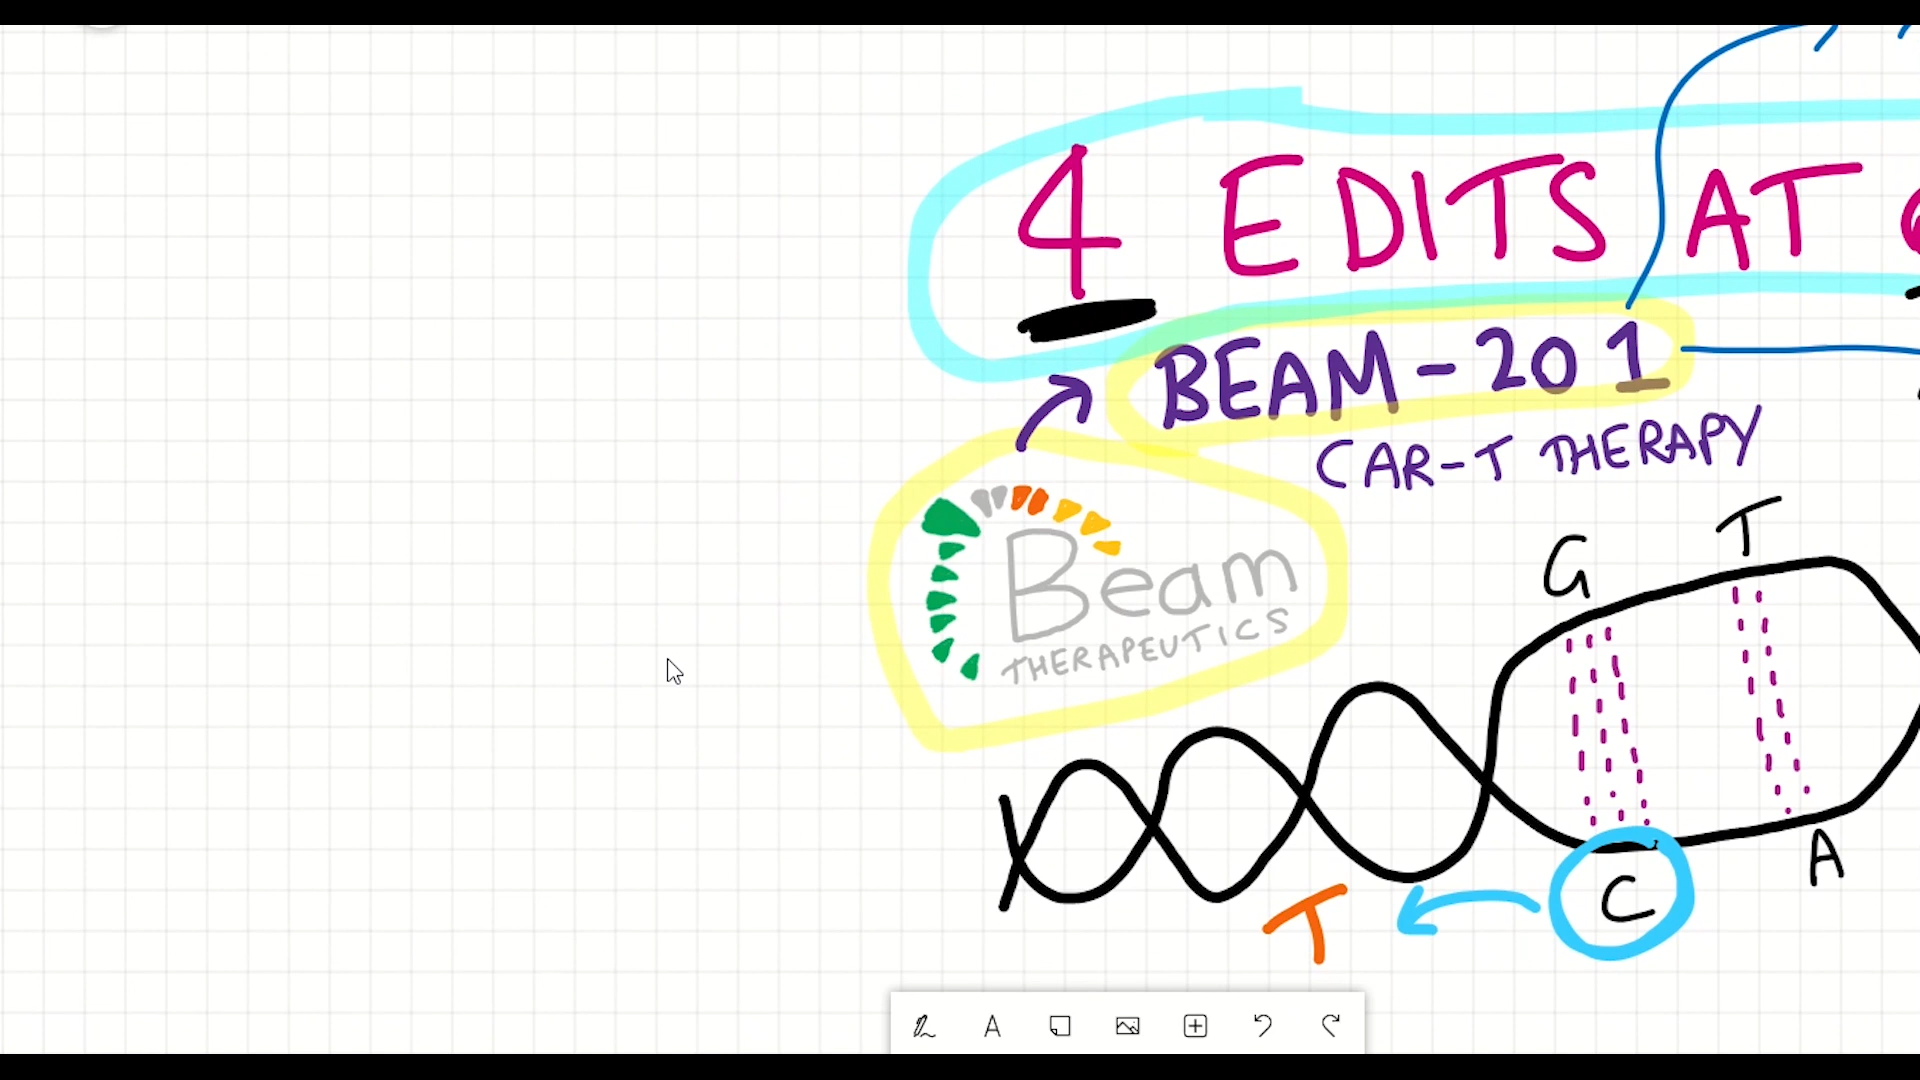 4 EDITS AT
BEAM-201
CAR-T THERAPY
Beam
THERAPEUTICS
G T
C A
T
A